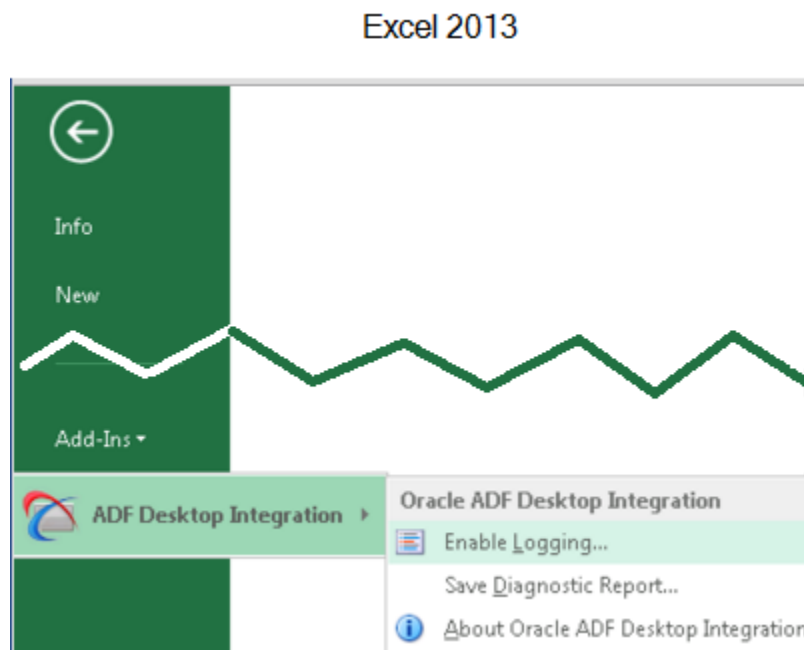 Excel 2013
Info
New
Add-Ins
ADF Desktop Integration
Oracle ADF Desktop Integration
Enable Logging...
Save Diagnostic Report...
About Oracle ADF Desktop Integration